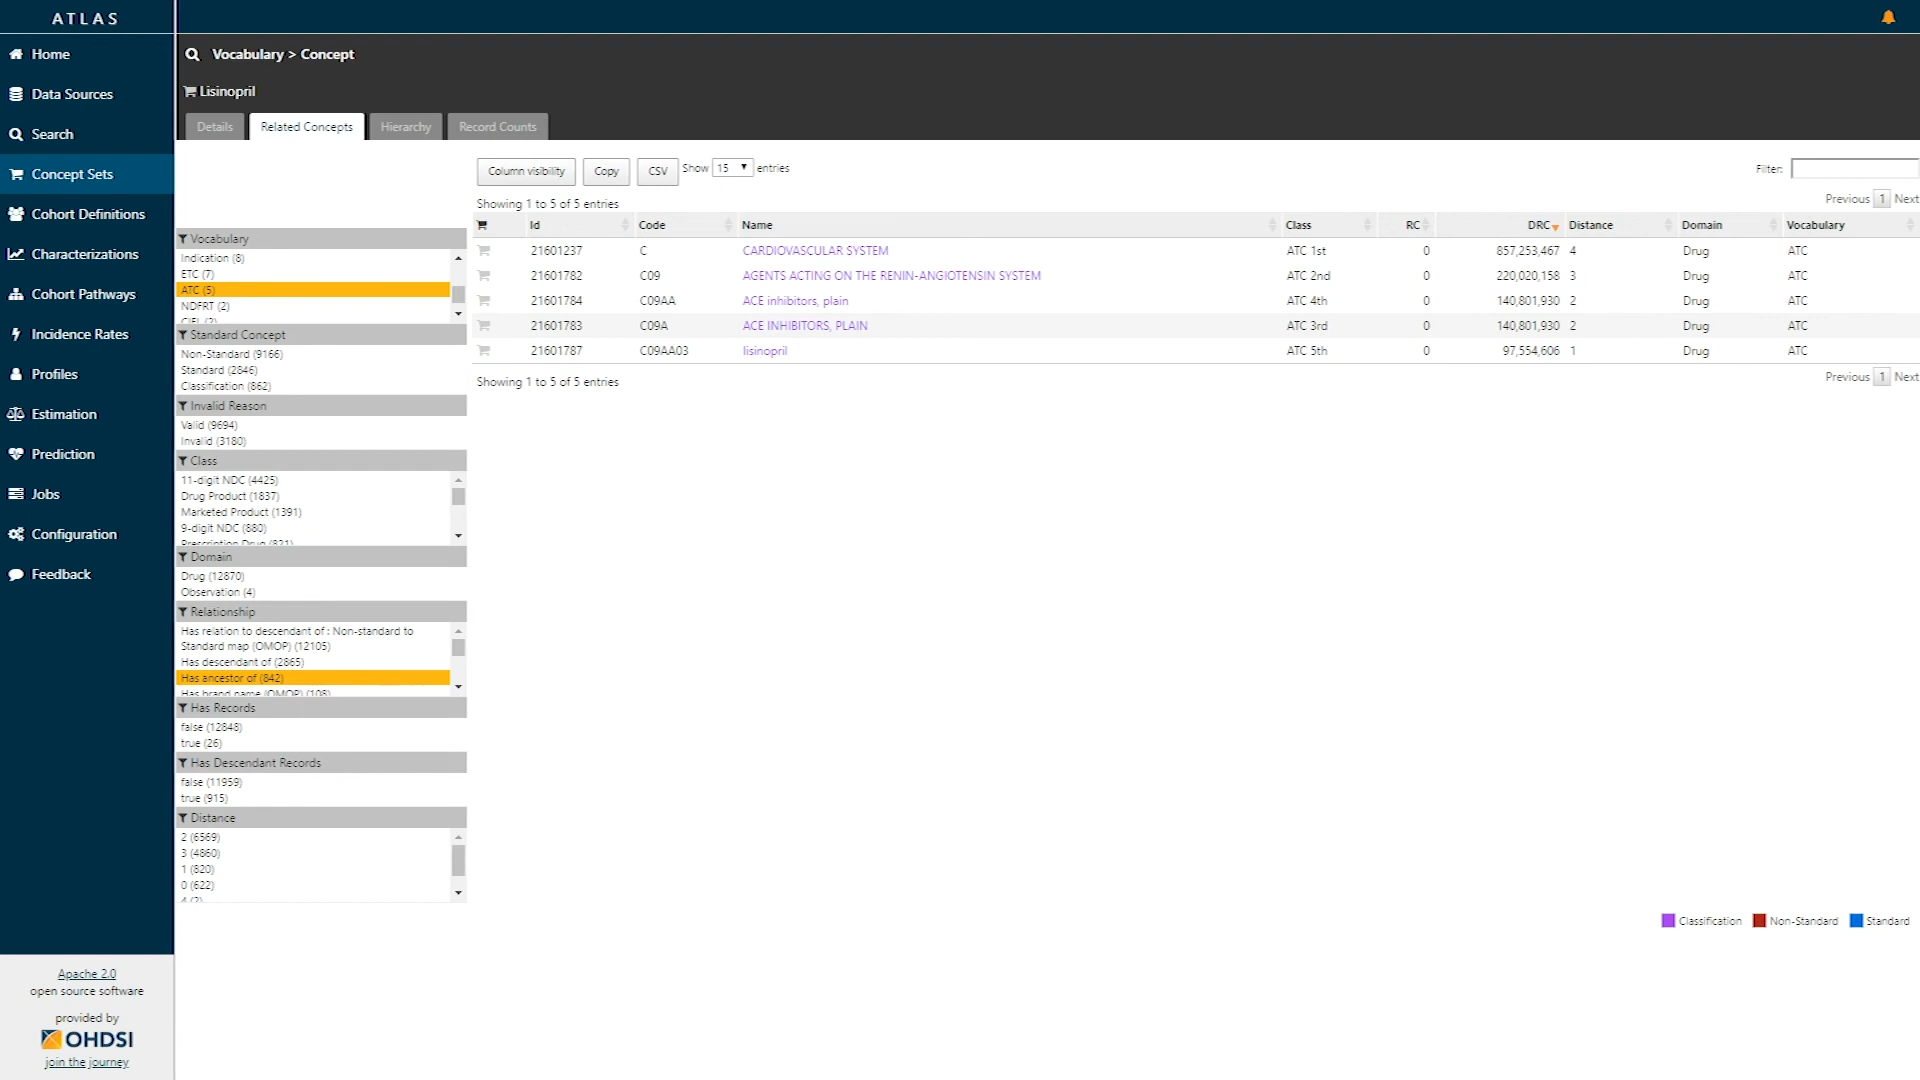 ATLAS
Home
Data Sources
Search
Concept Sets
Cohort Definitions
Characterizations
Cohort Pathways
Incidence Rates
Profiles
Estimation
Prediction
Jobs
Configuration
Feedback
Apache 2.0
open source software
provided by
OHDSI
join the journey
Vocabulary > Concept
Lisinopril
Details Related Concepts Hierarchy Record Counts
Vocabulary
Indication (8)
ETC (7)
ATC (5)
NDFRT (2)
CIEL (2)
Standard Concept
Non-Standard (9166)
Standard (2846)
Classification (862)
Invalid Reason
Valid (9694)
Invalid (3180)
Class
11-digit NDC (4425)
Drug Product (1837)
Marketed Product (1391)
9-digit NDC (880)
Prescription Drug (821)
Domain
Drug (12870)
Observation (4)
Relationship
Has relation to descendant of : Non-standard to
Standard map (OMOP) (12105)
Has descendant of (2865)
Has ancestor of (842)
Has brand name (OMOP) (108)
Has Records
false (12848)
true (26)
Has Descendant Records
false (11959)
true (915)
Distance
2 (6569)
3 (4860)
1 (820)
0 (622)
4 (2)
Column visibility Copy CSV Show 15 entries Filter:
Showing 1 to 5 of 5 entries Previous 1 Next
Id Code Name Class RC DRC Distance Domain Vocabulary
21601237 C CARDIOVASCULAR SYSTEM ATC 1st 0 857,253,467 4 Drug ATC
21601782 C09 AGENTS ACTING ON THE RENIN-ANGIOTENSIN SYSTEM ATC 2nd 0 220,020,158 3 Drug ATC
21601784 C09AA ACE inhibitors, plain ATC 4th 0 140,801,930 2 Drug ATC
21601783 C09A ACE INHIBITORS, PLAIN ATC 3rd 0 140,801,930 2 Drug ATC
21601787 C09AA03 lisinopril ATC 5th 0 97,554,606 1 Drug ATC
Showing 1 to 5 of 5 entries Previous 1 Next
Classification Non-Standard Standard